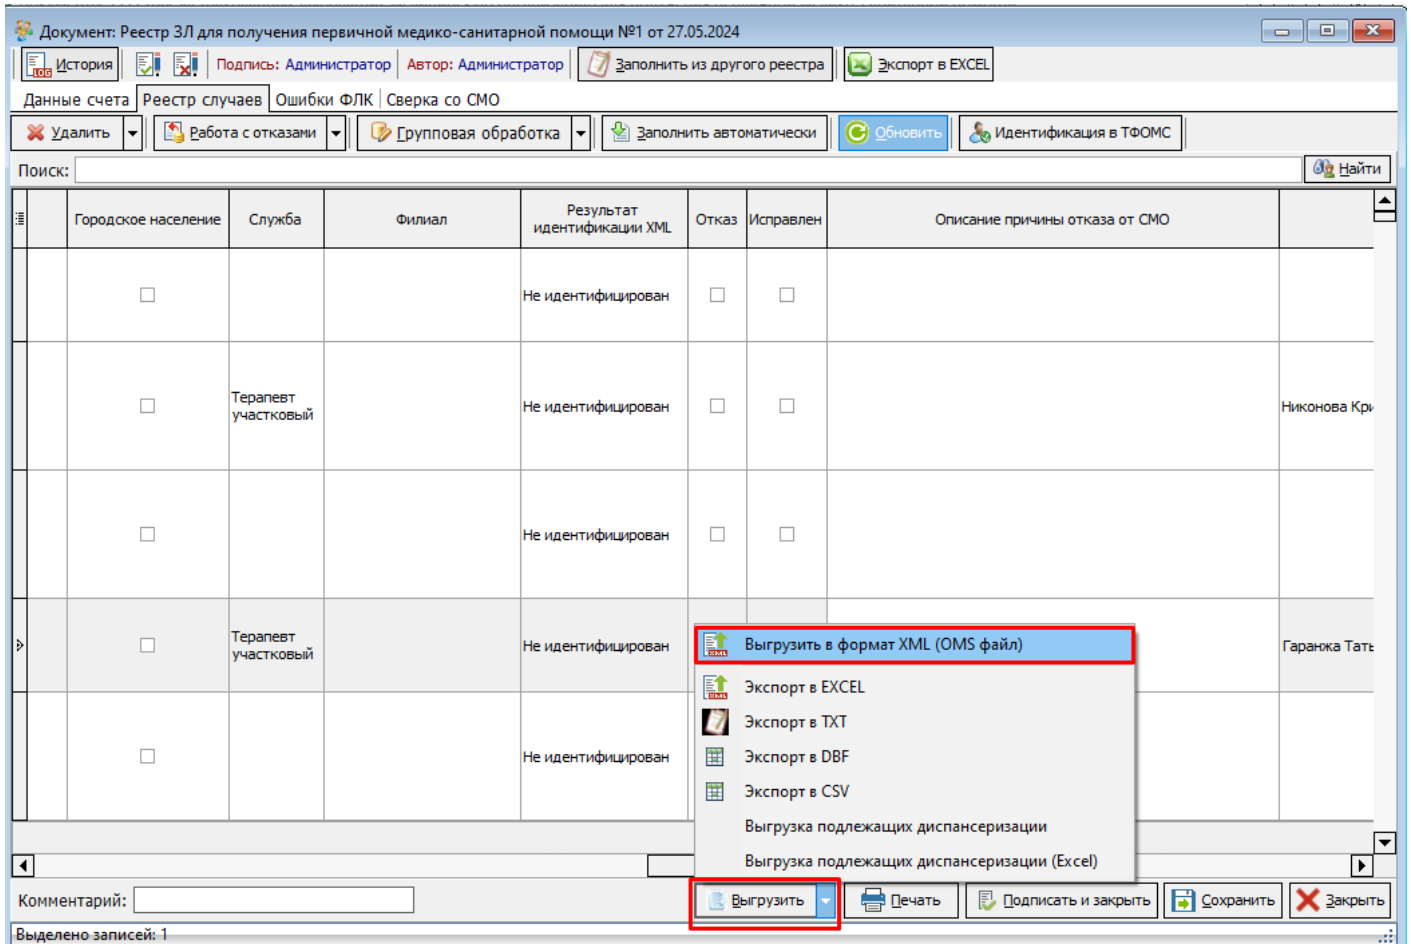 Документ: Реестр ЗЛ для получения первичной медико-санитарной помощи №1 от 27.05.2024
История Подпись: Администратор Автор: Администратор Заполнить из другого реестра Экспорт в EXCEL
Данные счета Реестр случаев Ошибки ФЛК Сверка со СМО
Удалить Работа с отказами Групповая обработка Заполнить автоматически Обновить Идентификация в ТФОМС
Поиск: Найти
Городское население Служба Филиал Результат идентификации XML Отказ Исправлен Описание причины отказа от СМО
Не идентифицирован
Терапевт участковый Не идентифицирован Никонова Кри
Не идентифицирован
Терапевт участковый Не идентифицирован Гаранжа Тать
Не идентифицирован
Выгрузить в формат XML (OMS файл)
Экспорт в EXCEL
Экспорт в TXT
Экспорт в DBF
Экспорт в CSV
Выгрузка подлежащих диспансеризации
Выгрузка подлежащих диспансеризации (Excel)
Комментарий: Выгрузить Печать Подписать и закрыть Сохранить Закрыть
Выделено записей: 1